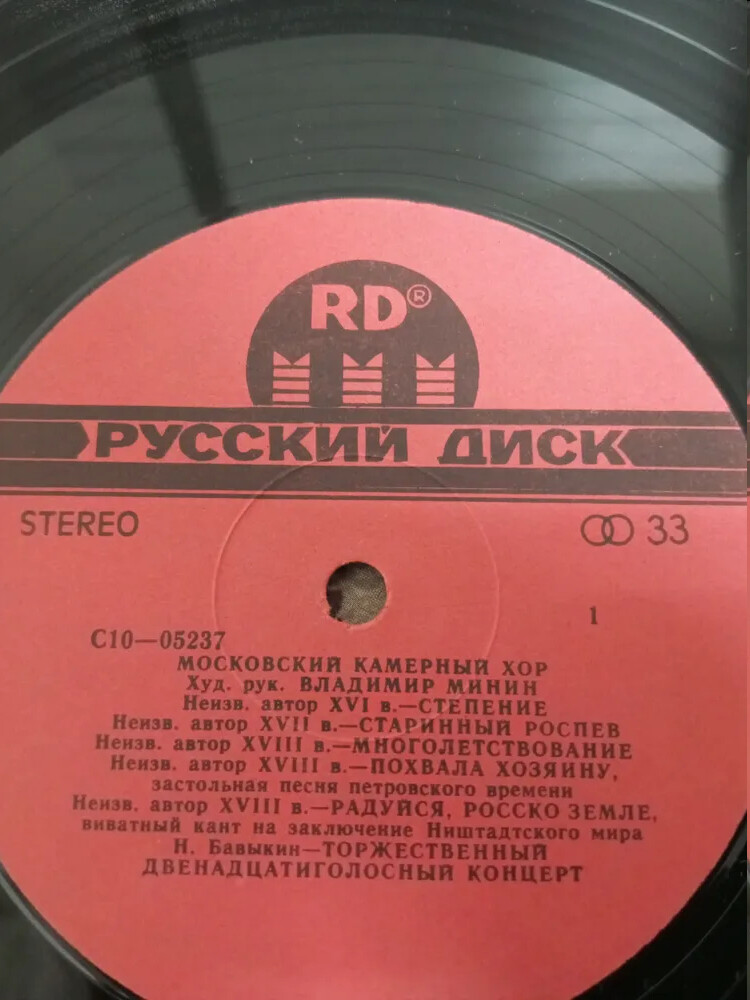 RD®
РУССКИЙ ДИСК
STEREO
33
1
С10—05237
МОСКОВСКИЙ КАМЕРНЫЙ ХОР
Худ. рук. ВЛАДИМИР МИНИН
Неизв. автор XVI в.—СТЕПЕНИЕ
Неизв. автор XVII в.—СТАРИННЫЙ РОСПЕВ
Неизв. автор XVIII в.—МНОГОЛЕТСТВОВАНИЕ
Неизв. автор XVIII в.—ПОХВАЛА ХОЗЯИНУ,
застольная песня петровского времени
Неизв. автор XVIII в.—РАДУЙСЯ, РОССКО ЗЕМЛЕ,
виватный кант на заключение Ништадтского мира
Н. Бавыкин—ТОРЖЕСТВЕННЫЙ
ДВЕНАДЦАТИГОЛОСНЫЙ КОНЦЕРТ